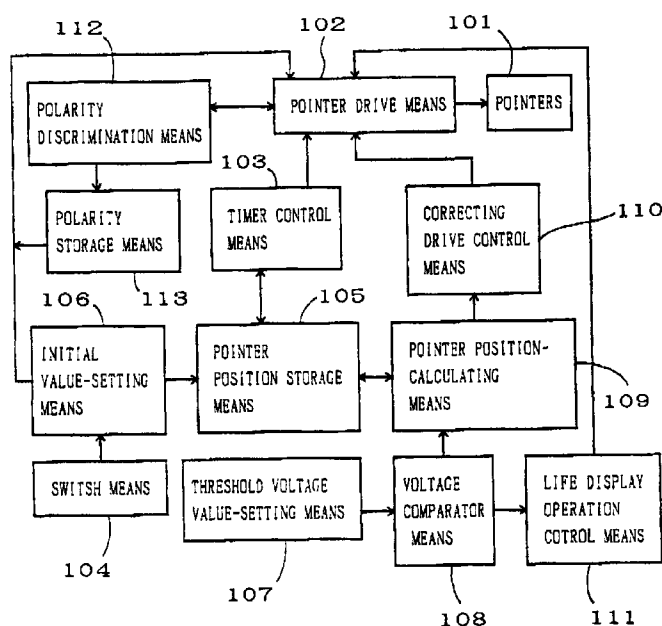 112
102
101
POLARITY
DISCRIMINATION MEANS
POINTER DRIVE MEANS
POINTERS
103
POLARITY
STORAGE MEANS
TIMER CONTROL
MEANS
CORRECTING
DRIVE CONTROL
MEANS
110
113
106
105
INITIAL
VALUE-SETTING
MEANS
POINTER
POSITION STORAGE
MEANS
POINTER POSITION-
CALCULATING
MEANS
109
SWITSH MEANS
THRESHOLD VOLTAGE
VALUE-SETTING MEANS
VOLTAGE
COMPARATOR
MEANS
LIFE DISPLAY
OPERATION
COTROL MEANS
104
107
108
111